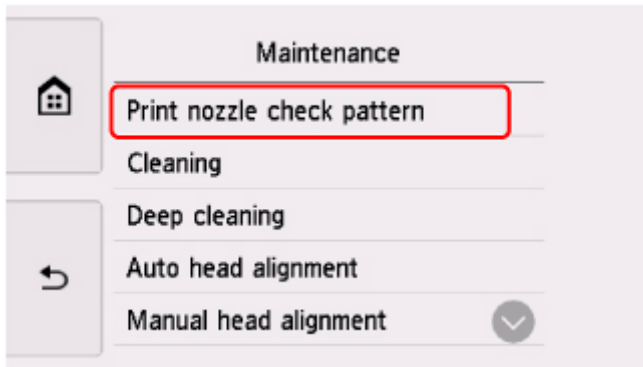 Maintenance
Print nozzle check pattern
Cleaning
Deep cleaning
Auto head alignment
Manual head alignment